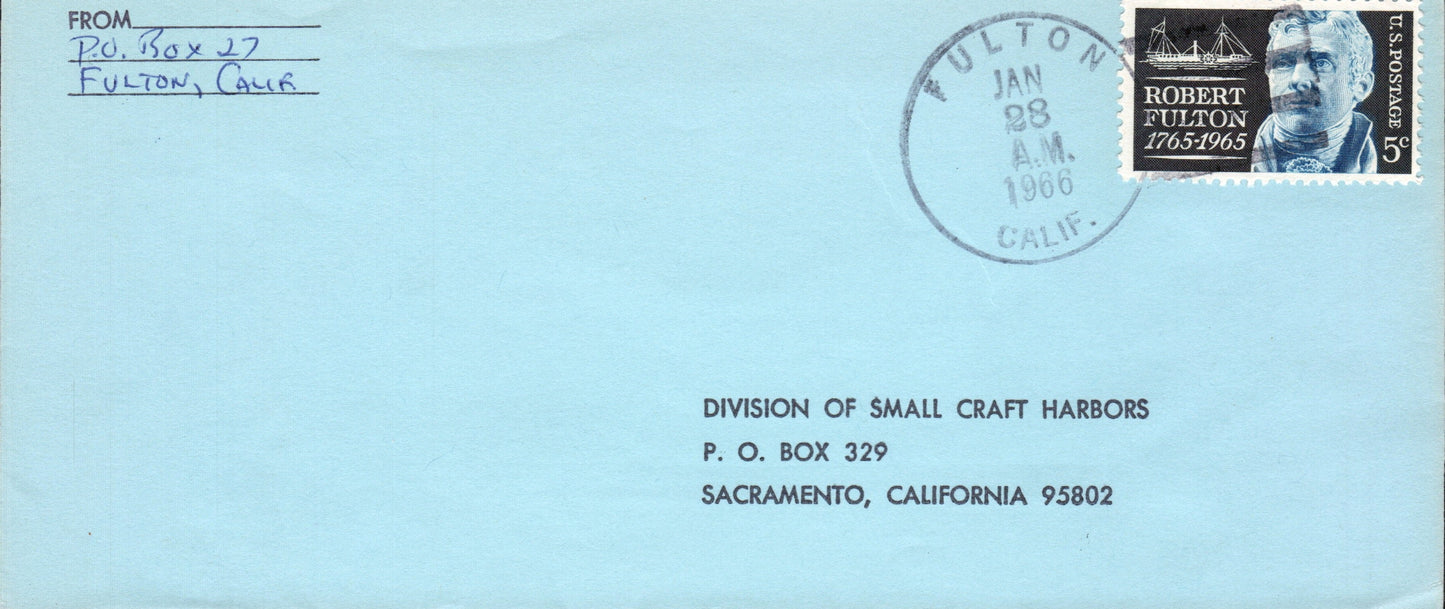 FROM
P.O. Box 27
FULTON, CALIF
FULTON
JAN
28
A.M.
1966
CALIF.
ROBERT
FULTON
1765-1965
U.S. POSTAGE
5c
DIVISION OF SMALL CRAFT HARBORS
P. O. BOX 329
SACRAMENTO, CALIFORNIA 95802